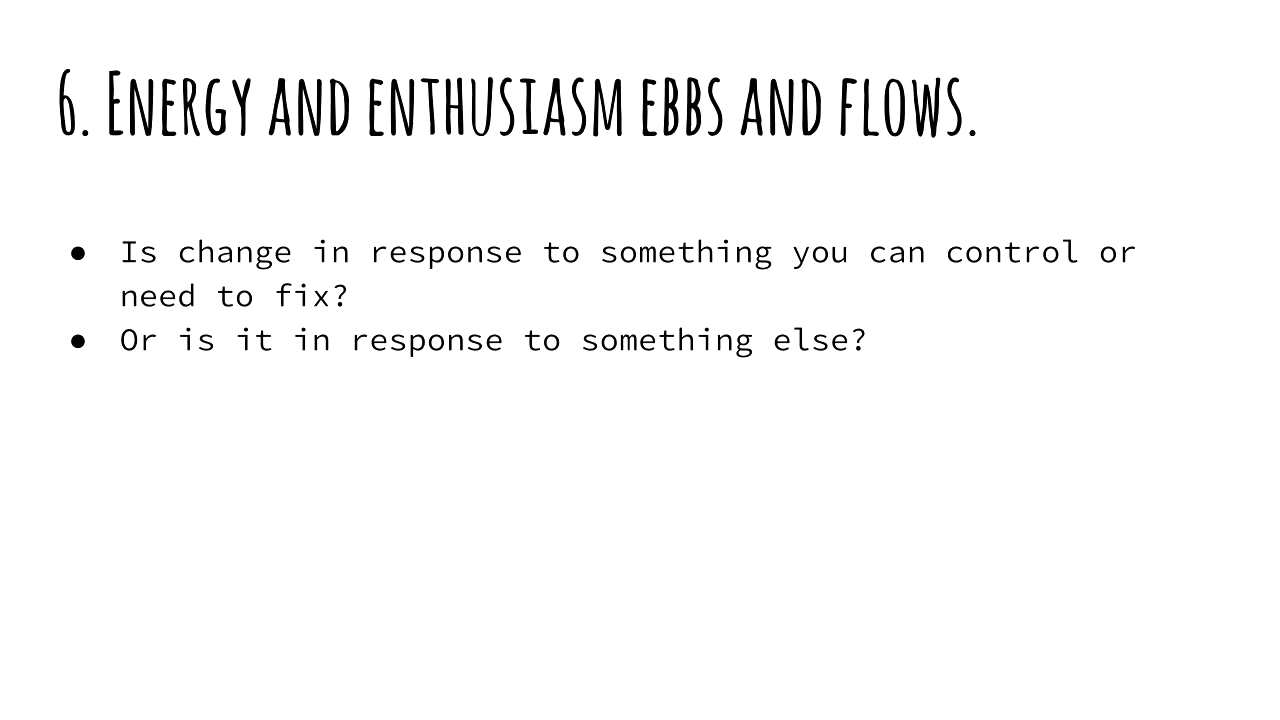 6. Energy and enthusiasm ebbs and flows.
● Is change in response to something you can control or
need to fix?
● Or is it in response to something else?